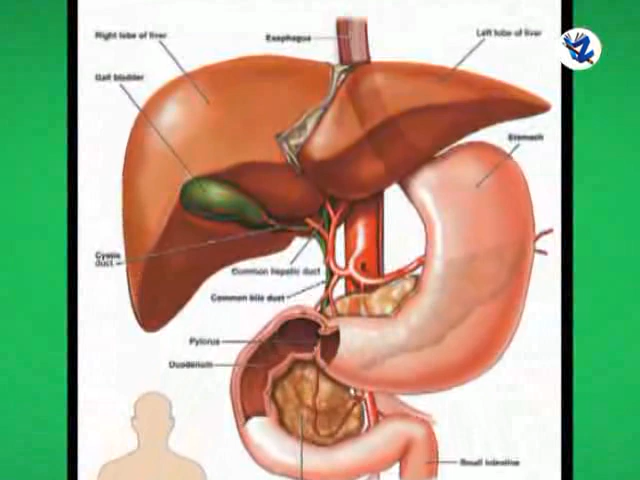 Right lobe of liver
Esophagus
Left lobe of liver
Gall bladder
Stomach
Cystic
duct
Common hepatic duct
Common bile duct
Pylorus
Duodenum
Small intestine